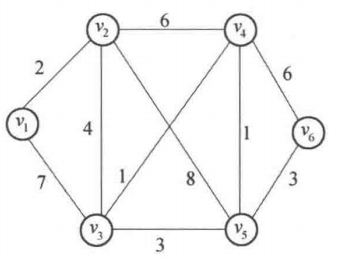 6
v₂ v₄
2 6
4 1
v₁ v₆
7 1 8 3
v₃ v₅
3